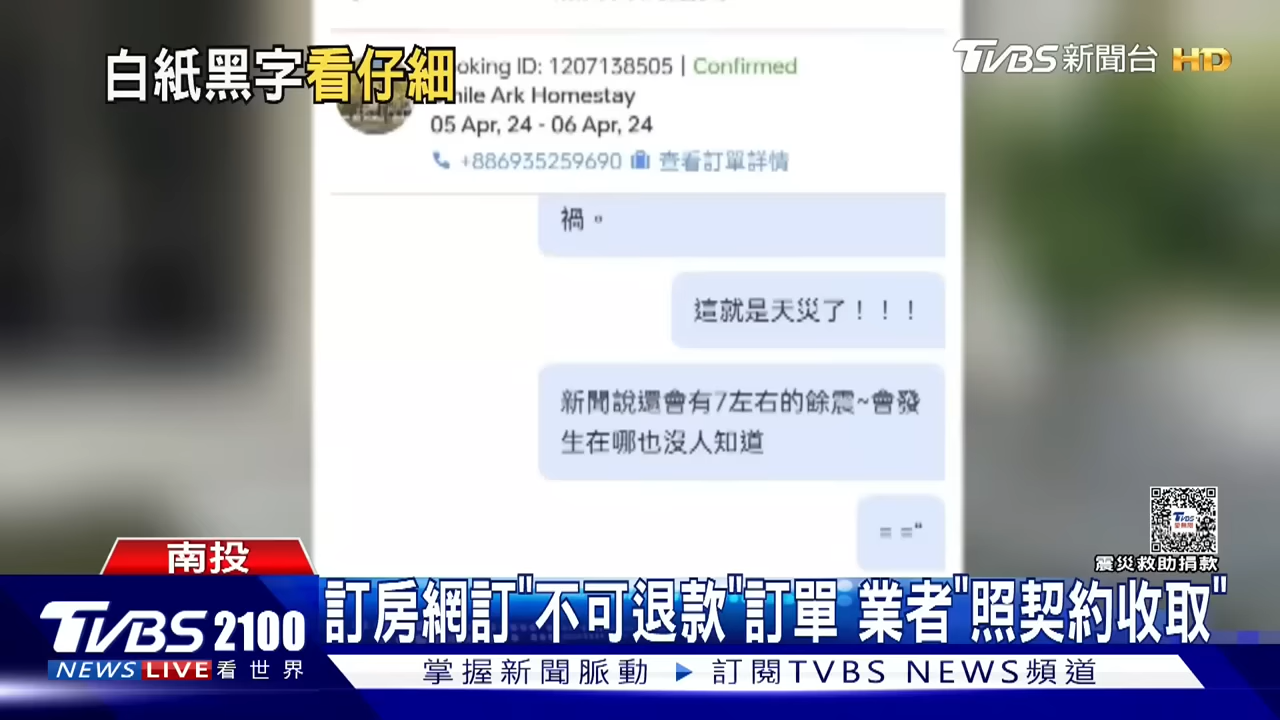 白紙黑字看仔細
TVBS新聞台 HD
oking ID: 1207138505 | Confirmed
ile Ark Homestay
05 Apr, 24 - 06 Apr, 24
+886935259690 查看訂單詳情
禍。
這就是天災了！！！
新聞說還會有7左右的餘震~會發
生在哪也沒人知道
= =“
TVBS
震災救助捐款
南投
訂房網訂"不可退款"訂單 業者"照契約收取"
TVBS 2100
NEWS LIVE 看世界
掌握新聞脈動 ▶ 訂閱TVBS NEWS頻道